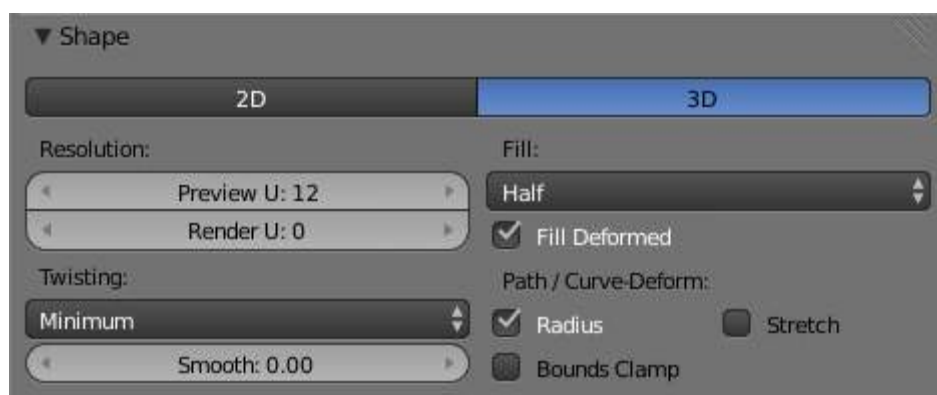 Shape
2D 3D
Resolution: Fill:
Preview U: 12 Half
Render U: 0 Fill Deformed
Twisting: Path / Curve-Deform:
Minimum Radius Stretch
Smooth: 0.00 Bounds Clamp